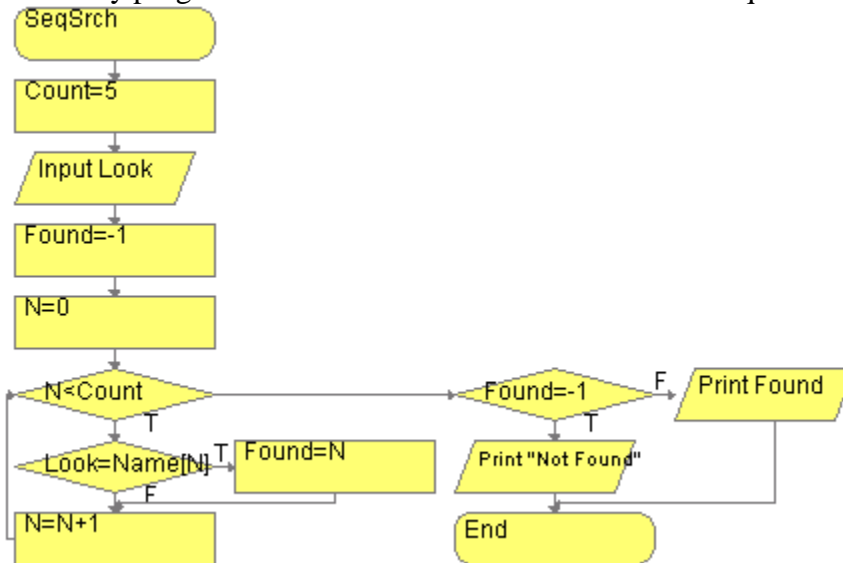 SeqSrch
Count=5
Input Look
Found=-1
N=0
N<Count
T
Look=Name[N]
T
Found=N
F
N=N+1
Found=-1
F
Print Found
T
Print "Not Found"
End